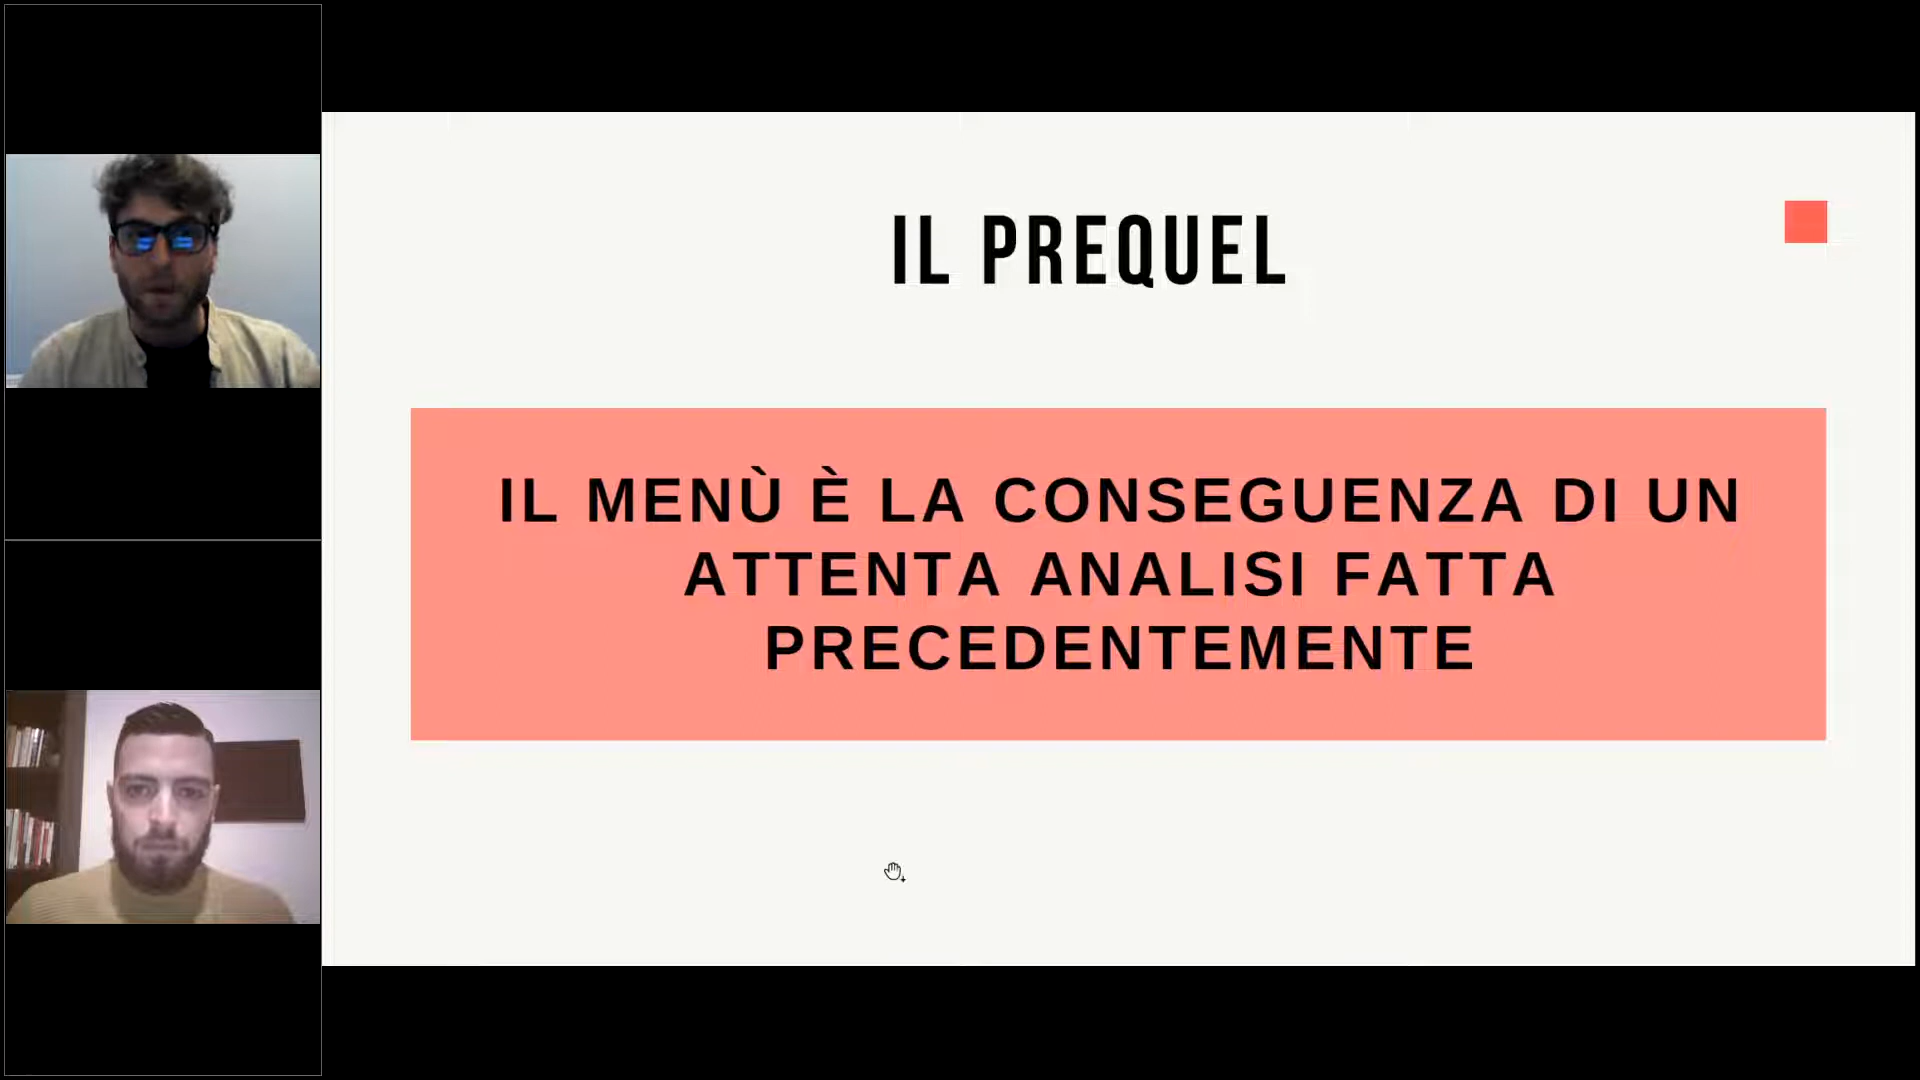 IL PREQUEL
IL MENÙ È LA CONSEGUENZA DI UN
ATTENTA ANALISI FATTA
PRECEDENTEMENTE